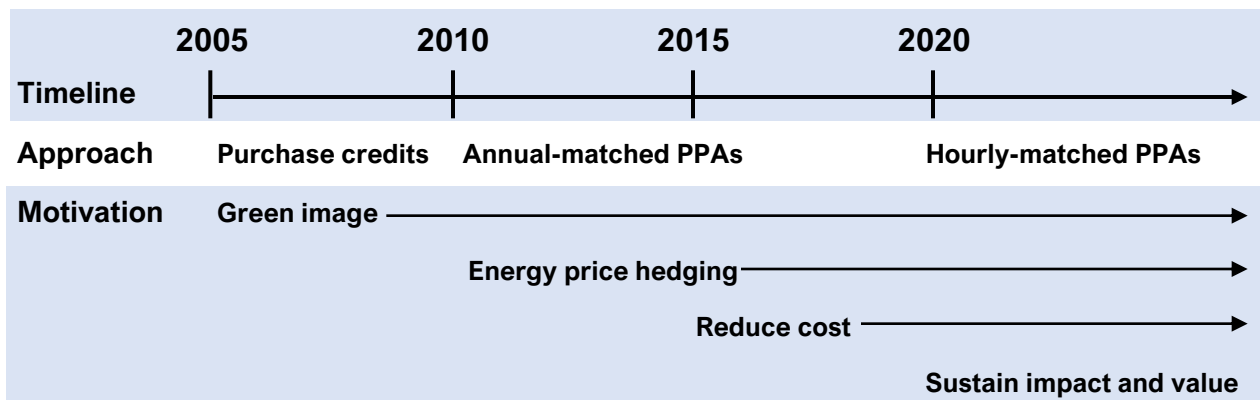 2005 2010 2015 2020
Timeline
Approach Purchase credits Annual-matched PPAs Hourly-matched PPAs
Motivation Green image
Energy price hedging
Reduce cost
Sustain impact and value